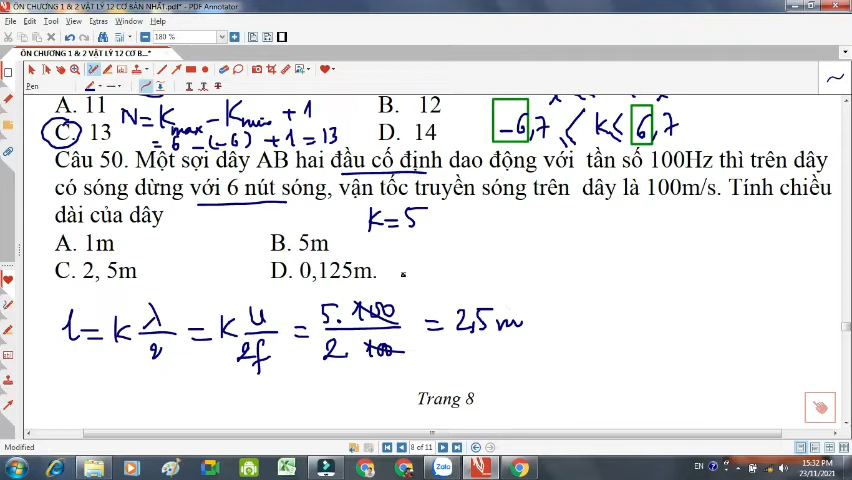 ÔN CHƯƠNG 1 & 2 VẬT LÝ 12 CƠ BẢN NHẤT.pdf* - PDF Annotator
File Edit Tool View Extras Window Help
180 %
ÔN CHƯƠNG 1 & 2 VẬT LÝ 12 CƠ B...
Pen
A. 11
B. 12
N = Kmax - Kmin + 1
C. 13
= 6 - (-6) + 1 = 13
D. 14
-6,7 ≤ K ≤ 6,7
Câu 50. Một sợi dây AB hai đầu cố định dao động với tần số 100Hz thì trên dây
có sóng dừng với 6 nút sóng, vận tốc truyền sóng trên dây là 100m/s. Tính chiều
dài của dây
K = 5
A. 1m
B. 5m
C. 2, 5m
D. 0,125m.
l = K λ/2 = K v/2f = 5.100/2.100 = 2,5 m
Trang 8
Modified
8 of 11
Zalo
EN
15:32 PM
23/11/2021